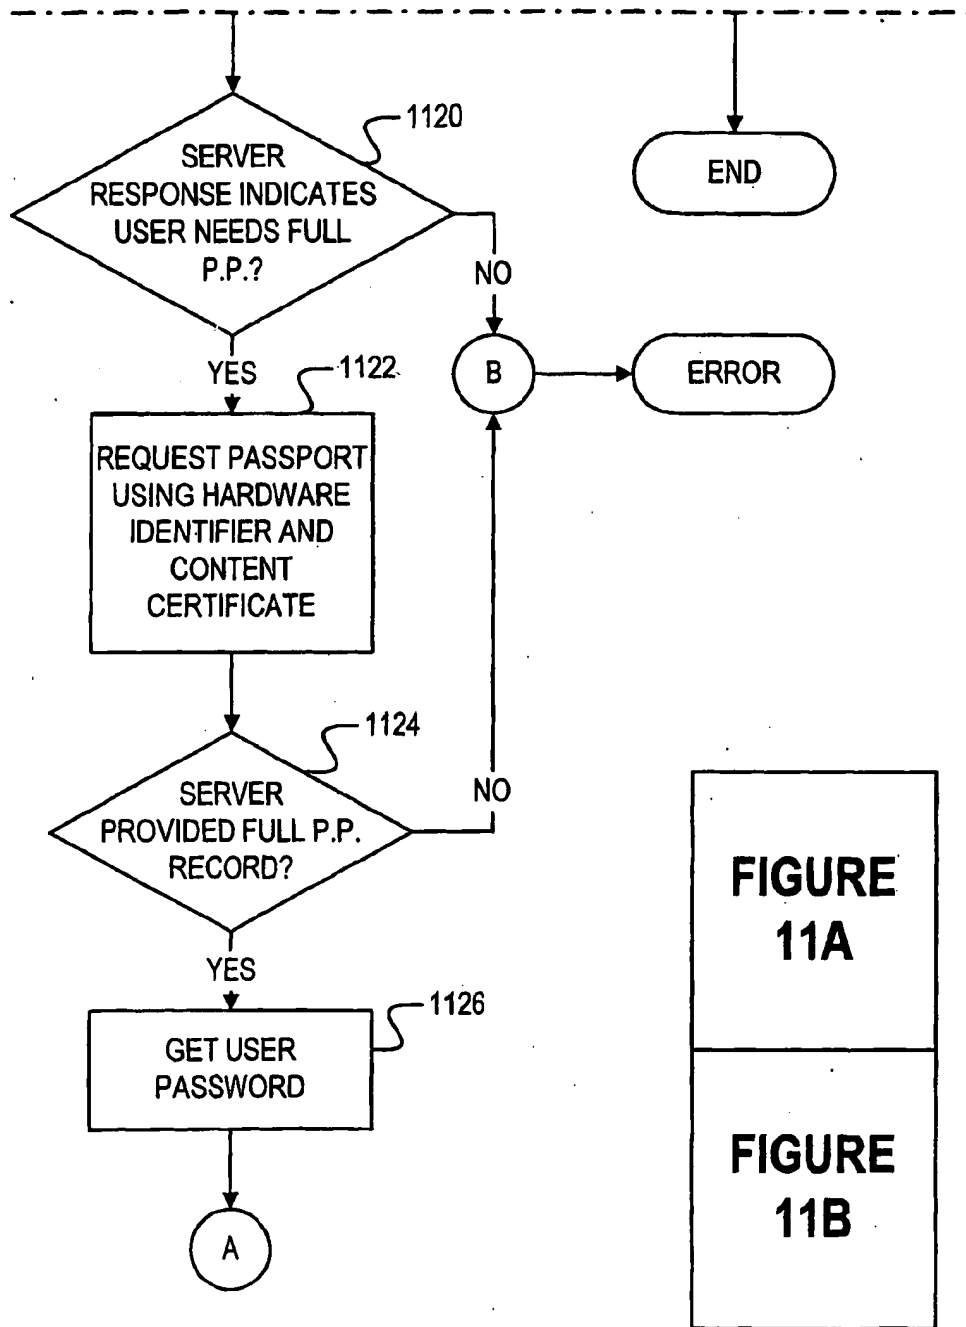 1120
SERVER
RESPONSE INDICATES
USER NEEDS FULL
P.P.?
END
NO
YES
B
ERROR
1122
REQUEST PASSPORT
USING HARDWARE
IDENTIFIER AND
CONTENT
CERTIFICATE
1124
SERVER
PROVIDED FULL P.P.
RECORD?
NO
YES
1126
GET USER
PASSWORD
A
FIGURE
11A
FIGURE
11B